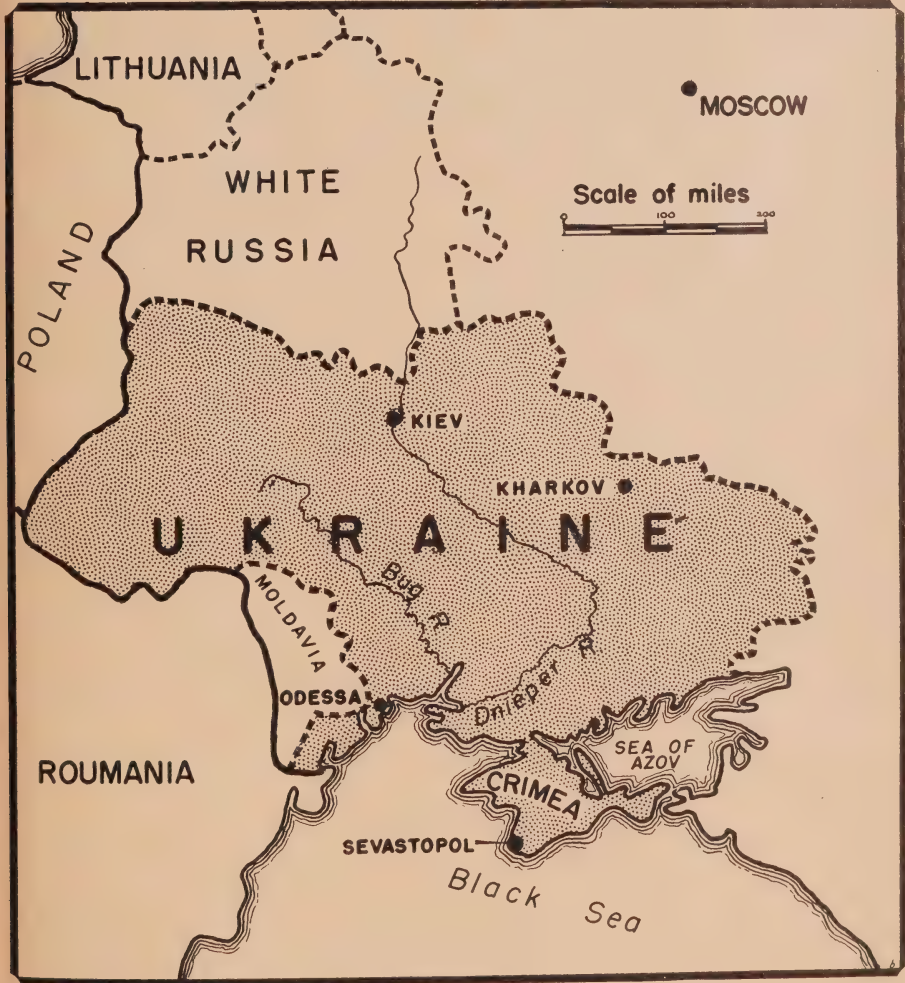 LITHUANIA
MOSCOW
WHITE
RUSSIA
Scale of miles
0 100 200
POLAND
KIEV
KHARKOV
UKRAINE
Bug R.
MOLDAVIA
Dnieper R.
ODESSA
SEA OF
AZOV
ROUMANIA
CRIMEA
SEVASTOPOL
Black Sea